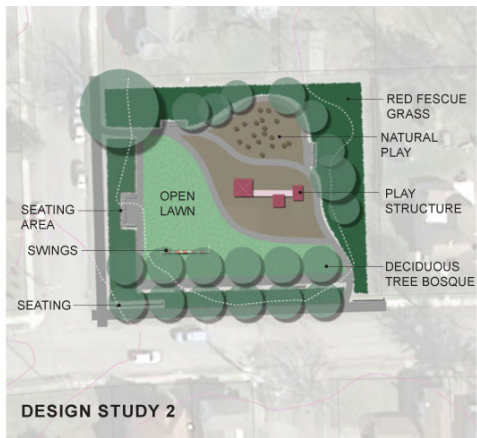 RED FESCUE
GRASS
NATURAL
PLAY
OPEN
LAWN
PLAY
STRUCTURE
SEATING
AREA
SWINGS
DECIDUOUS
TREE BOSQUE
SEATING
DESIGN STUDY 2